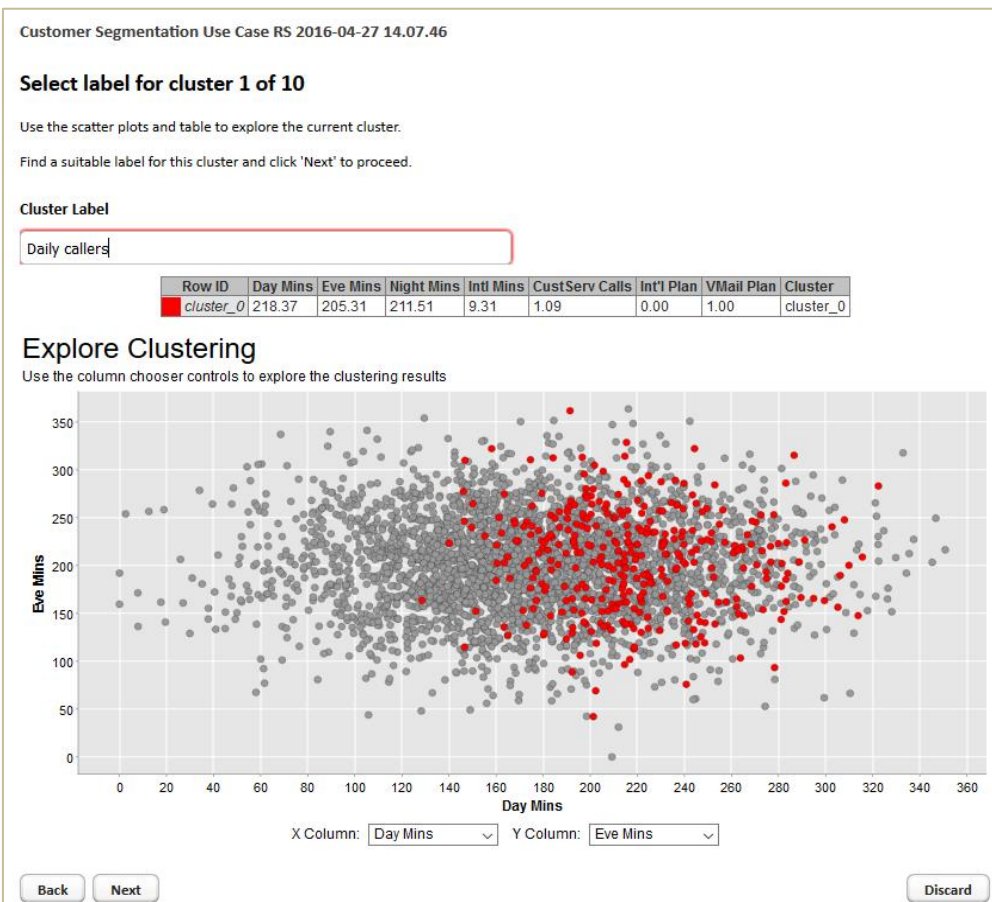 Customer Segmentation Use Case RS 2016-04-27 14.07.46
Select label for cluster 1 of 10
Use the scatter plots and table to explore the current cluster.
Find a suitable label for this cluster and click 'Next' to proceed.
Cluster Label
Daily callers
Row ID Day Mins Eve Mins Night Mins Intl Mins CustServ Calls Int'l Plan VMail Plan Cluster
cluster_0 218.37 205.31 211.51 9.31 1.09 0.00 1.00 cluster_0
Explore Clustering
Use the column chooser controls to explore the clustering results
350
300
250
200
150
100
50
0
Eve Mins
0 20 40 60 80 100 120 140 160 180 200 220 240 260 280 300 320 340 360
Day Mins
X Column: Day Mins Y Column: Eve Mins
Back Next Discard